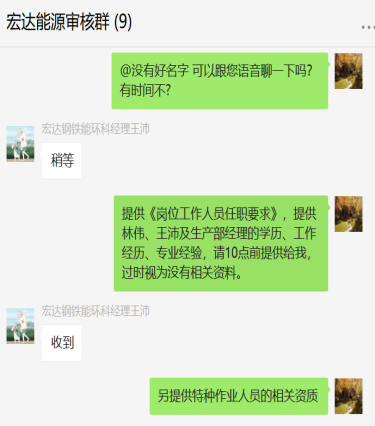 宏达能源审核群 (9)
@没有好名字 可以跟您语音聊一下吗?
有时间不?
宏达钢铁能环科经理王沛
稍等
提供《岗位工作人员任职要求》，提供
林伟、王沛及生产部经理的学历、工作
经历、专业经验，请10点前提供给我，
过时视为没有相关资料。
宏达钢铁能环科经理王沛
收到
另提供特种作业人员的相关资质